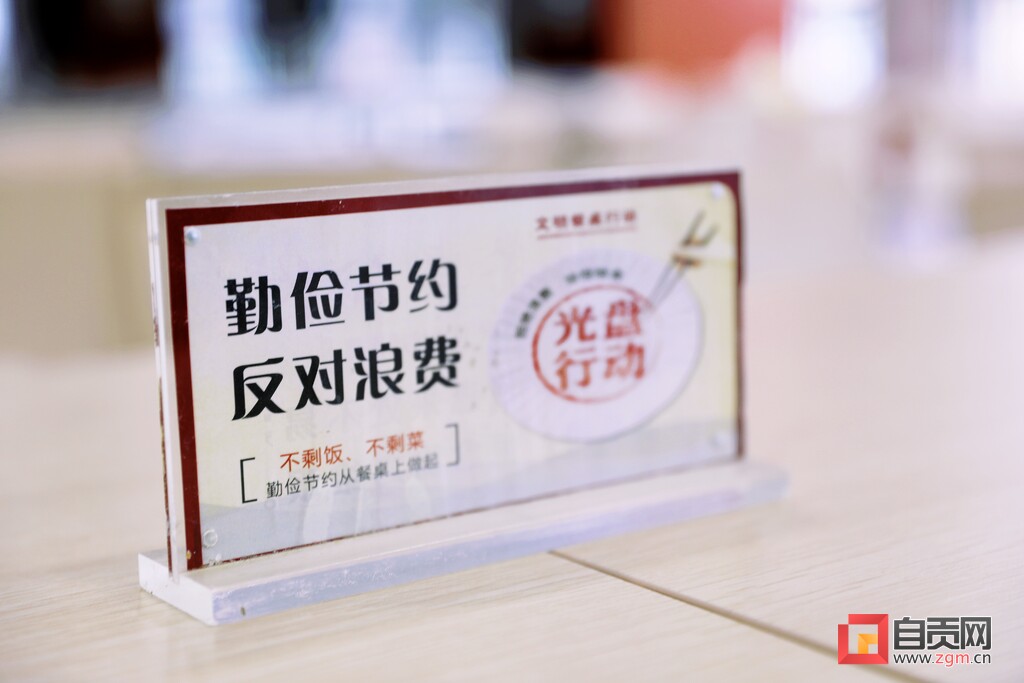 勤俭节约
反对浪费
不剩饭、不剩菜
勤俭节约从餐桌上做起
文明餐桌行动
光盘
行动
自贡网
www.zgm.cn